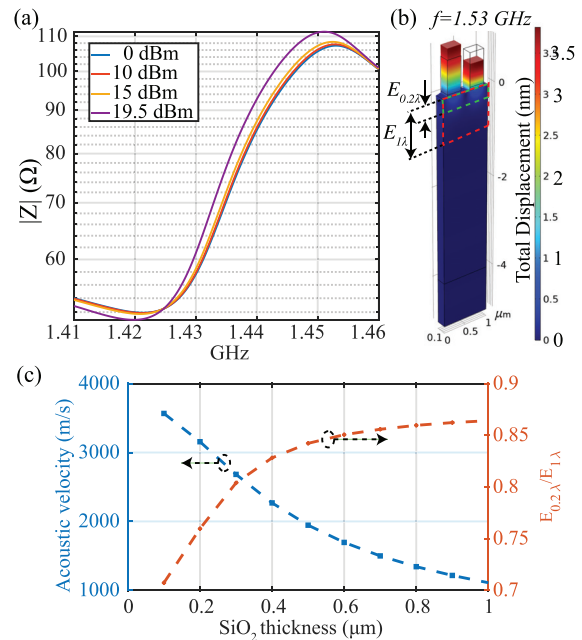 (a)
110
100
90
80
70
60
|Z| (Ω)
0 dBm
10 dBm
15 dBm
19.5 dBm
1.41
1.42
1.43
1.44
1.45
1.46
GHz
(b)
f=1.53 GHz
E0.2λ
E1λ
0
-2
-4
0.1
0
0.5
1
μm
Total Displacement (nm)
3.5
3
2.5
2
1.5
1
0.5
0
(c)
4000
3000
2000
1000
Acoustic velocity (m/s)
0.9
0.85
0.8
0.75
0.7
E0.2 λ/E1λ
0
0.2
0.4
0.6
0.8
1
SiO2 thickness (μm)